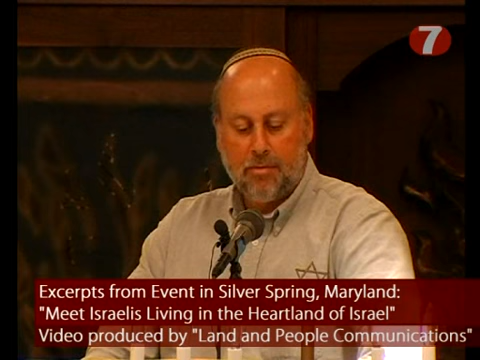 7
Excerpts from Event in Silver Spring, Maryland:
"Meet Israelis Living in the Heartland of Israel"
Video produced by "Land and People Communications"